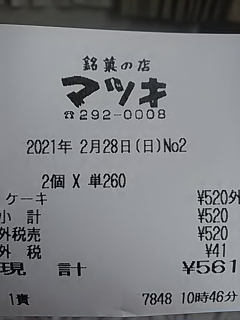 銘菓の店
マツキ
☎292-0008
2021年 2月28日(日)No2
2個 X 単260
ケーキ ¥520外
小 計 ¥520
外税売 ¥520
外 税 ¥41
現 計 ¥561
1責 7848 10時46分